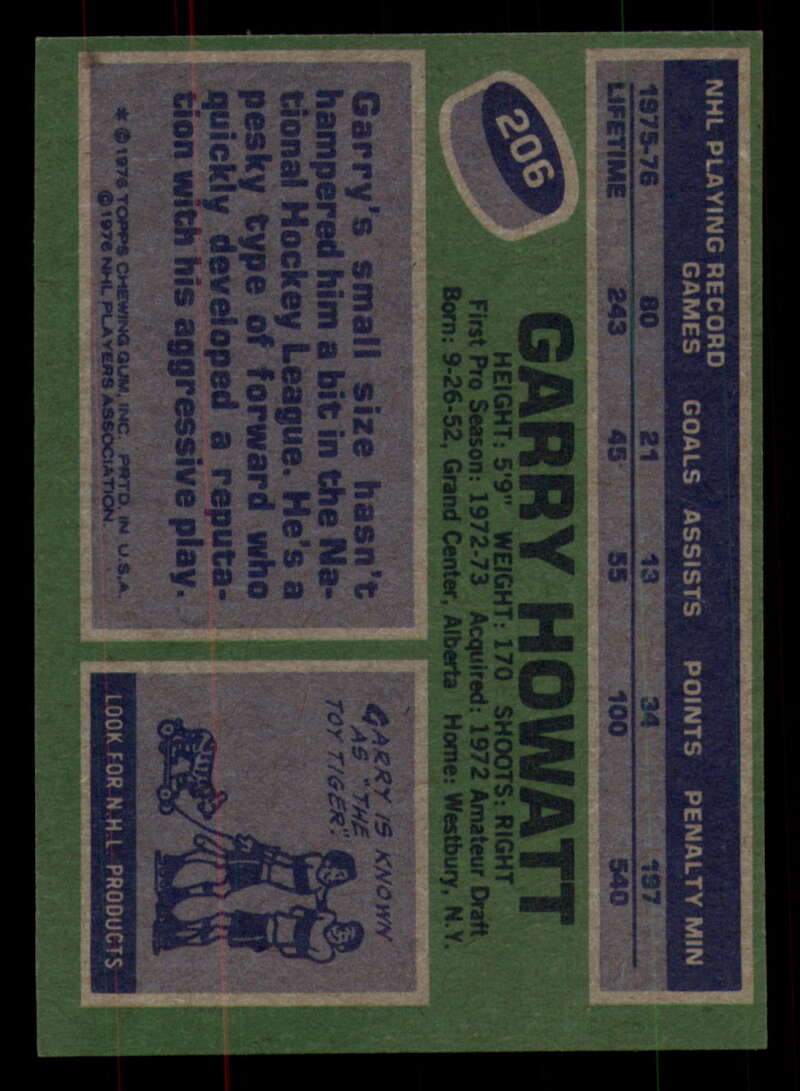 NHL PLAYING RECORD
GAMES GOALS ASSISTS POINTS PENALTY MIN
1975-76 80 21 13 34 197
LIFETIME 243 45 55 100 540
206
GARRY HOWATT
HEIGHT: 5'9" WEIGHT: 170 SHOOTS: RIGHT
First Pro Season: 1972-73 Acquired: 1972 Amateur Draft
Born: 9-26-52, Grand Center, Alberta Home: Westbury, N.Y.
Garry's small size hasn't
hampered him a bit in the Na-
tional Hockey League. He's a
pesky type of forward who
quickly developed a reputa-
tion with his aggressive play.
* © 1976 TOPPS CHEWING GUM, INC. PRTD. IN U.S.A.
© 1976 NHL PLAYERS ASSOCIATION
GARRY IS KNOWN
AS "THE
TOY TIGER."
LOOK FOR N.H.L. PRODUCTS